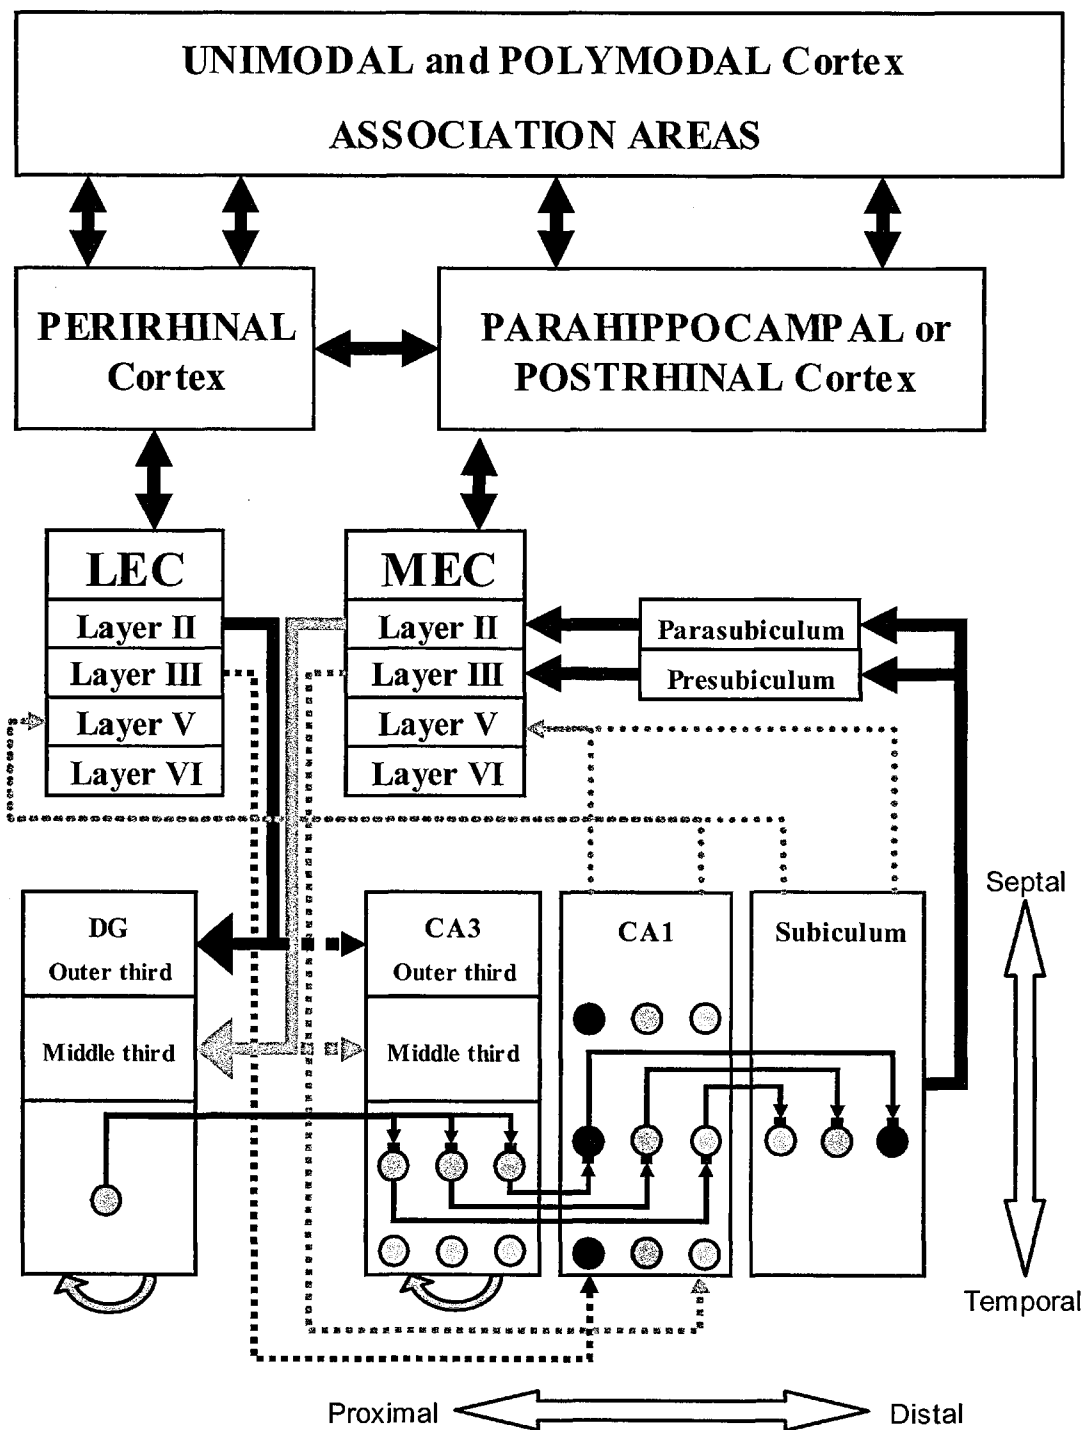 UNIMODAL and POLYMODAL Cortex
ASSOCIATION AREAS
PERIRHINAL
Cortex
PARAHIPPOCAMPAL or
POSTRHINAL Cortex
LEC
Layer II
Layer III
Layer V
Layer VI
MEC
Layer II
Layer III
Layer V
Layer VI
Parasubiculum
Presubiculum
DG
Outer third
Middle third
CA3
Outer third
Middle third
CA1
Subiculum
Septal
Temporal
Proximal
Distal